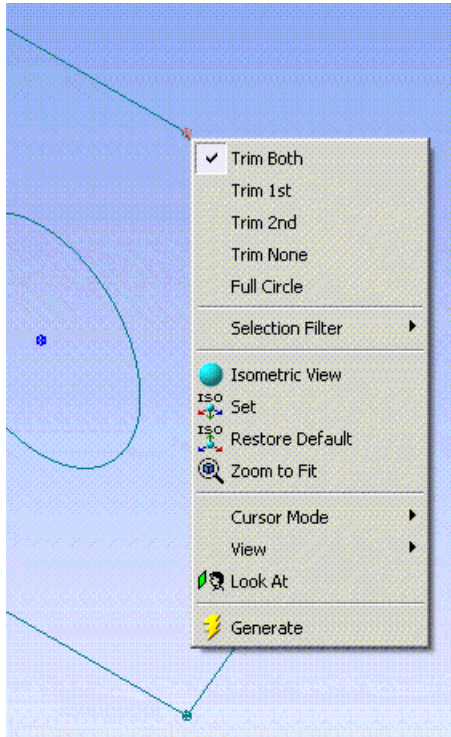 Trim Both
Trim 1st
Trim 2nd
Trim None
Full Circle
Selection Filter
Isometric View
ISO Set
ISO Restore Default
Zoom to Fit
Cursor Mode
View
Look At
Generate